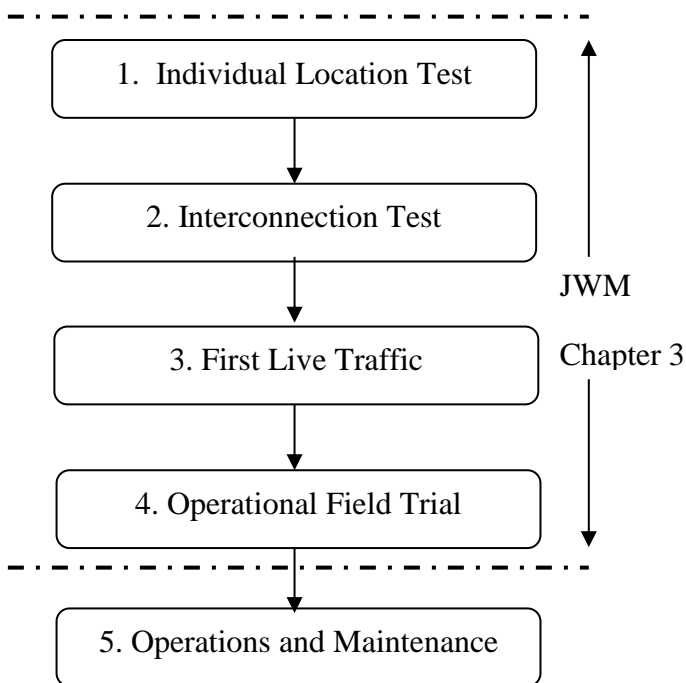 1. Individual Location Test
2. Interconnection Test
JWM
3. First Live Traffic
Chapter 3
4. Operational Field Trial
5. Operations and Maintenance